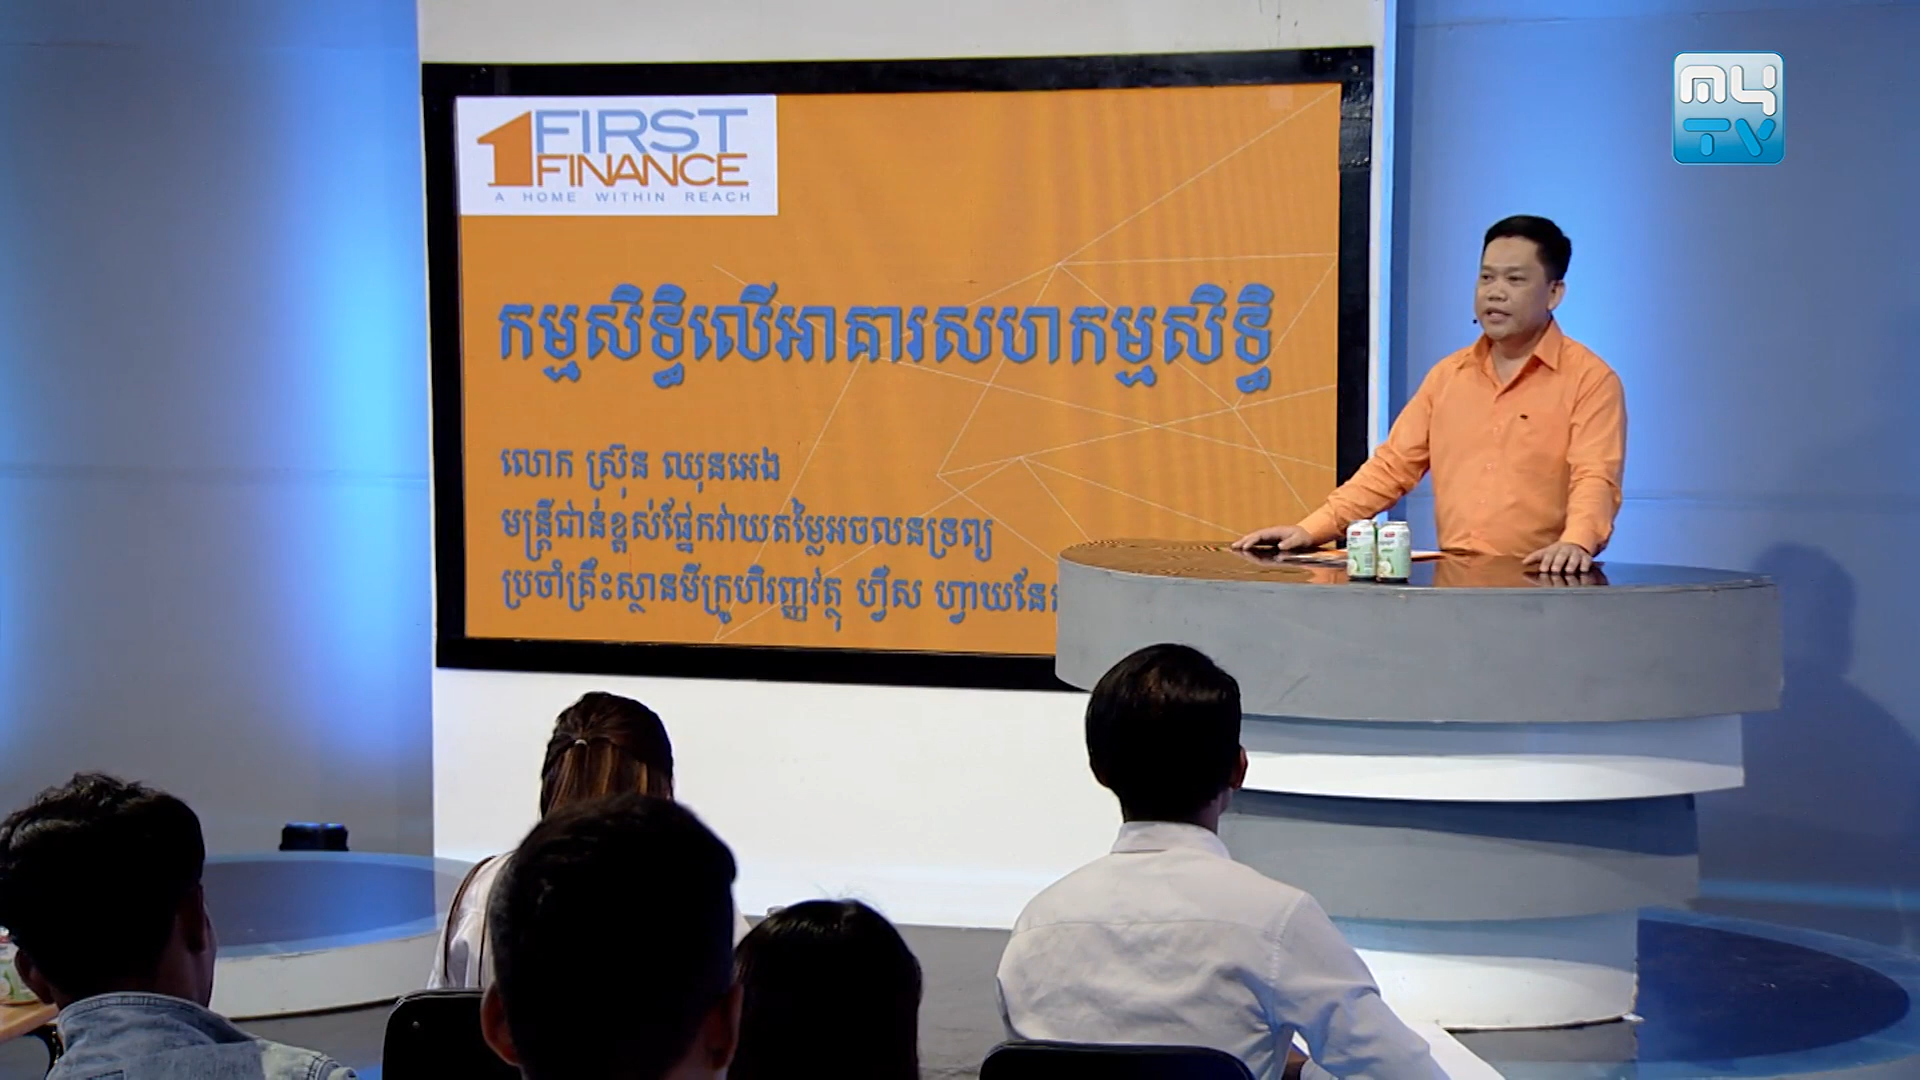 MYTV
1 FIRST
FINANCE
A HOME WITHIN REACH
កម្មសិទ្ធិលើអាគារសហកម្មសិទ្ធិ
លោក ស្រ៊ុន ឈុនអេង
មន្ត្រីជាន់ខ្ពស់ផ្នែកវាយតម្លៃអចលនទ្រព្យ
ប្រចាំគ្រឹះស្ថានមីក្រូហិរញ្ញវត្ថុ ហ្វឺស ហ្វាយនែន